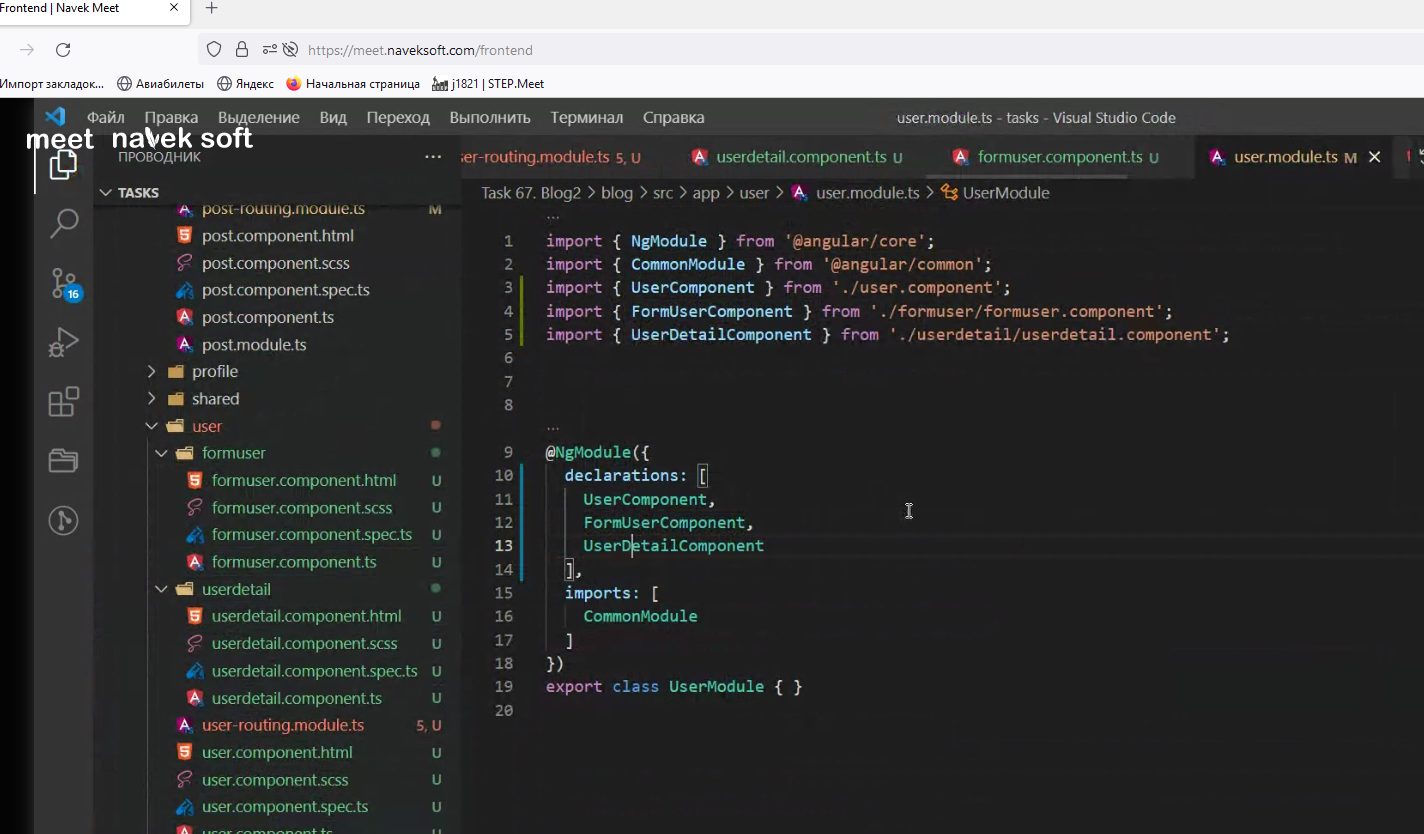 Frontend | Navek Meet
https://meet.naveksoft.com/frontend
Импорт закладок... Авиабилеты Яндекс Начальная страница j1821 | STEP.Meet
Файл Правка Выделение Вид Переход Выполнить Терминал Справка user.module.ts - tasks - Visual Studio Code
meet navek soft
ПРОВОДНИК ...
ser-routing.module.ts 5, U userdetail.component.ts U formuser.component.ts U user.module.ts M
TASKS
Task 67. Blog2 > blog > src > app > user > user.module.ts > UserModule
post-routing.module.ts M
post.component.html
post.component.scss
post.component.spec.ts
post.component.ts
post.module.ts
profile
shared
user
formuser
formuser.component.html U
formuser.component.scss U
formuser.component.spec.ts U
formuser.component.ts U
userdetail
userdetail.component.html U
userdetail.component.scss U
userdetail.component.spec.ts U
userdetail.component.ts U
user-routing.module.ts 5, U
user.component.html U
user.component.scss U
user.component.spec.ts U
user.component.ts U
16
...
1 import { NgModule } from '@angular/core';
2 import { CommonModule } from '@angular/common';
3 import { UserComponent } from './user.component';
4 import { FormUserComponent } from './formuser/formuser.component';
5 import { UserDetailComponent } from './userdetail/userdetail.component';
6
7
8
...
9 @NgModule({
10 declarations: [
11 UserComponent,
12 FormUserComponent,
13 UserDetailComponent
14 ],
15 imports: [
16 CommonModule
17 ]
18 })
19 export class UserModule { }
20